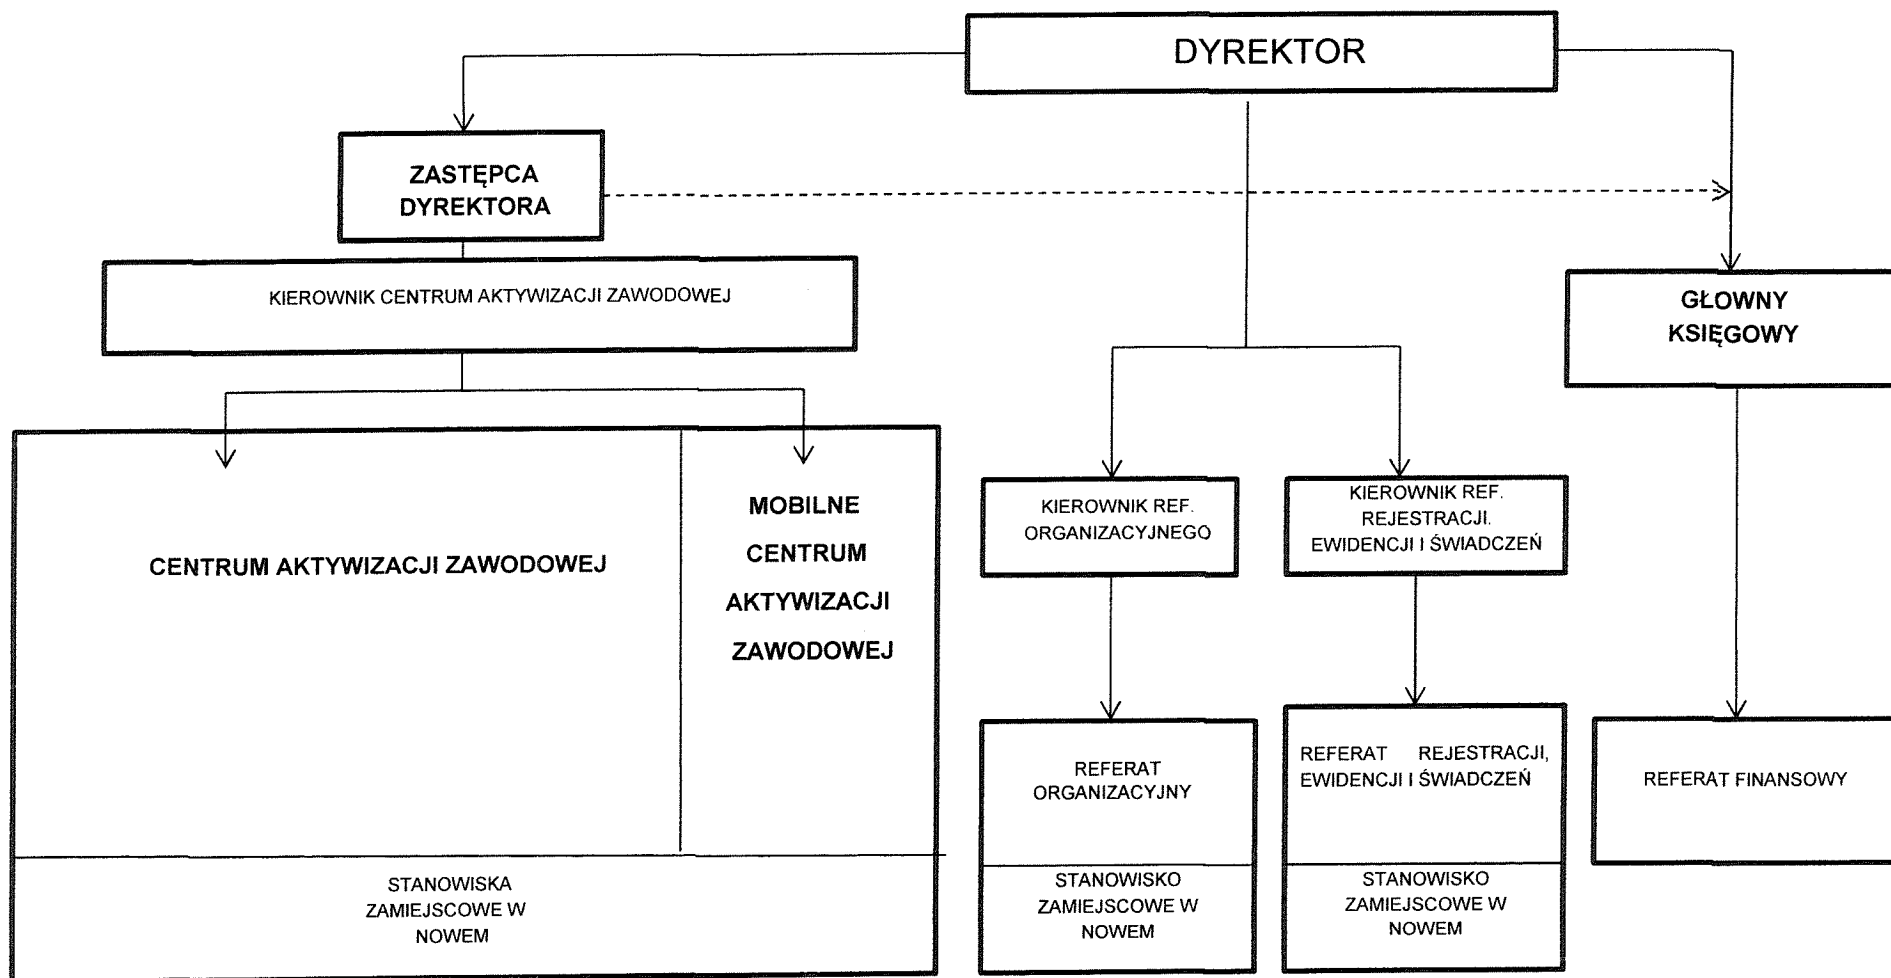 DYREKTOR
ZASTĘPCA
DYREKTORA
KIEROWNIK CENTRUM AKTYWIZACJI ZAWODOWEJ
GŁOWNY
KSIĘGOWY
CENTRUM AKTYWIZACJI ZAWODOWEJ
MOBILNE
CENTRUM
AKTYWIZACJI
ZAWODOWEJ
STANOWISKA
ZAMIEJSCOWE W
NOWEM
KIEROWNIK REF.
ORGANIZACYJNEGO
KIEROWNIK REF.
REJESTRACJI.
EWIDENCJI I ŚWIADCZEŃ
REFERAT
ORGANIZACYJNY
STANOWISKO
ZAMIEJSCOWE W
NOWEM
REFERAT REJESTRACJI,
EWIDENCJI I ŚWIADCZEŃ
STANOWISKO
ZAMIEJSCOWE W
NOWEM
REFERAT FINANSOWY